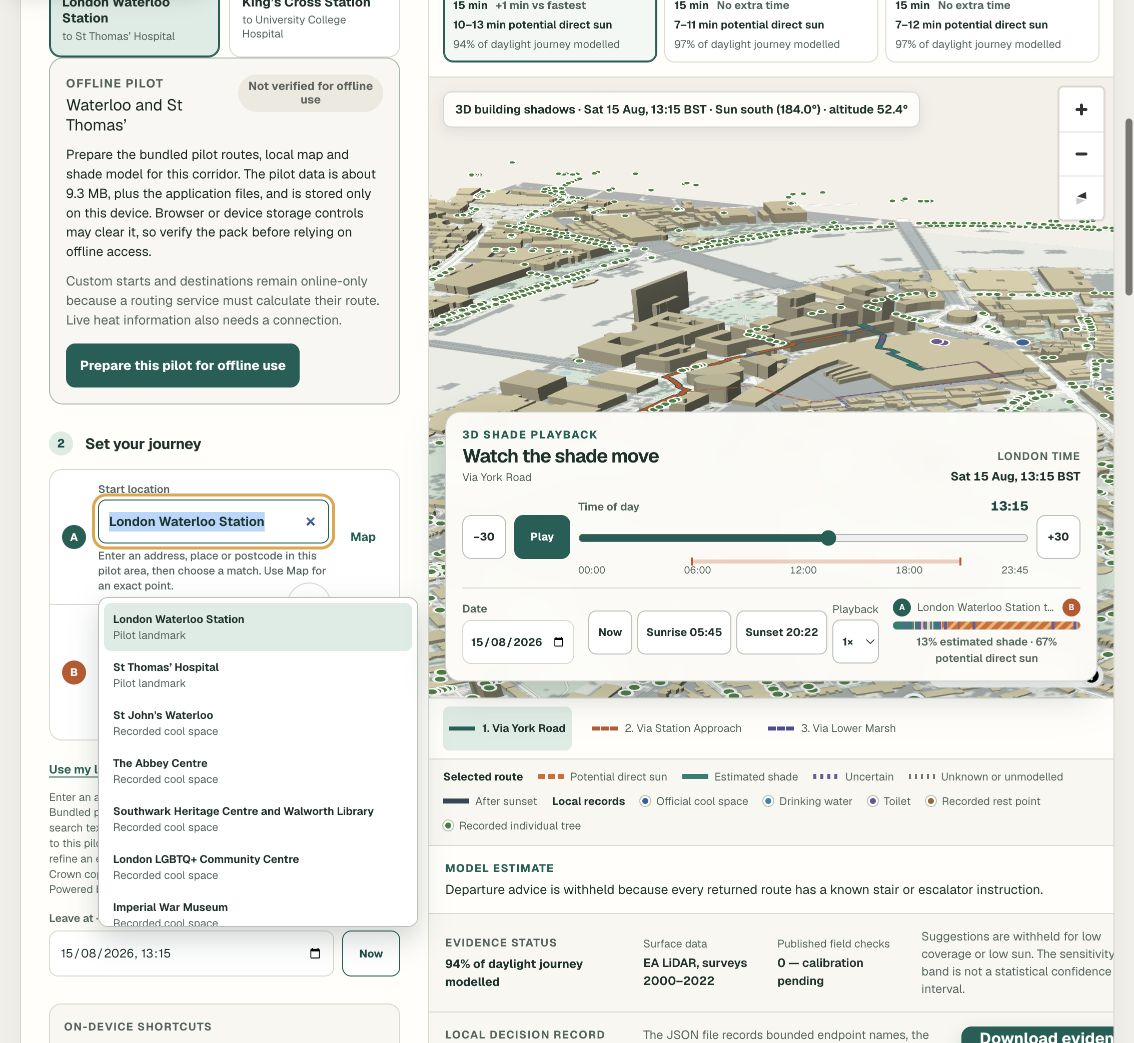 London Waterloo
Station
to St Thomas' Hospital
King's Cross Station
to University College
Hospital
OFFLINE PILOT
Not verified for offline
use
Waterloo and St
Thomas'
Prepare the bundled pilot routes, local map and
shade model for this corridor. The pilot data is about
9.3 MB, plus the application files, and is stored only
on this device. Browser or device storage controls
may clear it, so verify the pack before relying on
offline access.
Custom starts and destinations remain online-only
because a routing service must calculate their route.
Live heat information also needs a connection.
Prepare this pilot for offline use
2 Set your journey
Start location
A London Waterloo Station × Map
Enter an address, place or postcode in this
pilot area, then choose a match. Use Map for
an exact point.
B
London Waterloo Station
Pilot landmark
St Thomas' Hospital
Pilot landmark
St John's Waterloo
Recorded cool space
The Abbey Centre
Recorded cool space
Southwark Heritage Centre and Walworth Library
Recorded cool space
London LGBTQ+ Community Centre
Recorded cool space
Imperial War Museum
Recorded cool space
Use my l
Enter an a
Bundled p
search te
to this pil
refine an e
Crown co
Powered
Leave at
15/08/2026, 13:15 Now
ON-DEVICE SHORTCUTS
15 min +1 min vs fastest
10–13 min potential direct sun
94% of daylight journey modelled
15 min No extra time
7–11 min potential direct sun
97% of daylight journey modelled
15 min No extra time
7–12 min potential direct sun
97% of daylight journey modelled
3D building shadows · Sat 15 Aug, 13:15 BST · Sun south (184.0°) · altitude 52.4°
+
−
3D SHADE PLAYBACK
Watch the shade move
Via York Road
LONDON TIME
Sat 15 Aug, 13:15 BST
Time of day 13:15
−30 Play +30
00:00 06:00 12:00 18:00 23:45
Date
15/08/2026
Now Sunrise 05:45 Sunset 20:22
Playback
1×
A London Waterloo Station t... B
13% estimated shade · 67%
potential direct sun
1. Via York Road 2. Via Station Approach 3. Via Lower Marsh
Selected route Potential direct sun Estimated shade Uncertain Unknown or unmodelled
After sunset Local records Official cool space Drinking water Toilet Recorded rest point
Recorded individual tree
MODEL ESTIMATE
Departure advice is withheld because every returned route has a known stair or escalator instruction.
EVIDENCE STATUS
94% of daylight journey
modelled
Surface data
EA LiDAR, surveys
2000–2022
Published field checks
0 — calibration
pending
Suggestions are withheld for low
coverage or low sun. The sensitivity
band is not a statistical confidence
interval.
LOCAL DECISION RECORD
The JSON file records bounded endpoint names, the
Download eviden